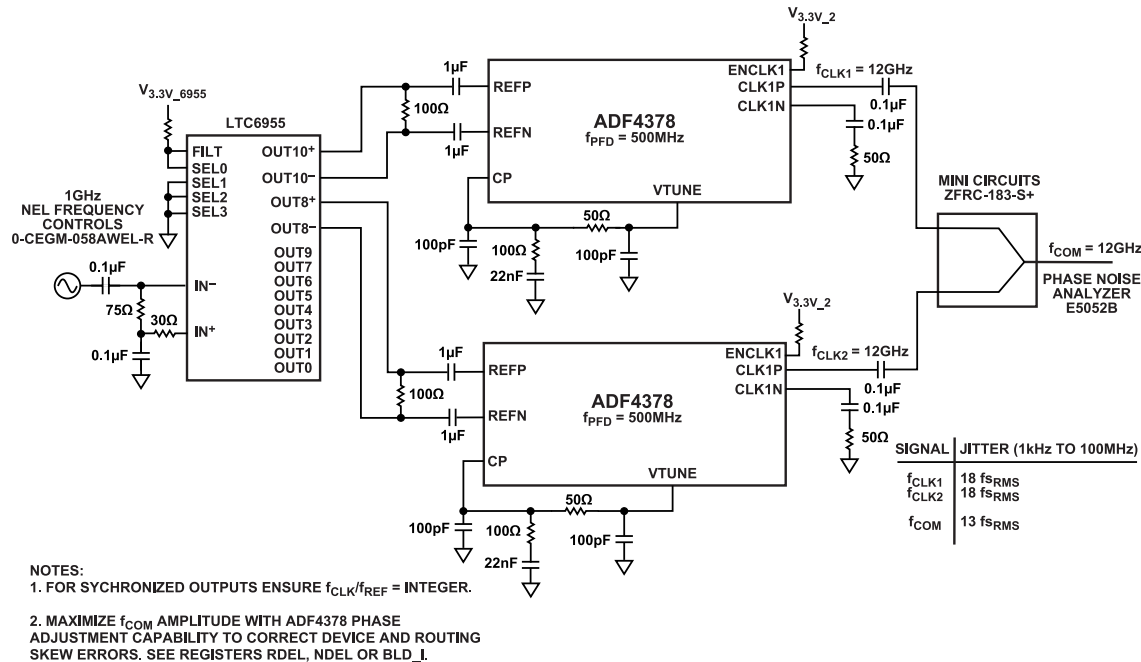 V3.3V_6955
LTC6955
FILT
SEL0
SEL1
SEL2
SEL3
OUT10+
OUT10–
OUT8+
OUT8–
OUT9
OUT7
OUT6
OUT5
OUT4
OUT3
OUT2
OUT1
OUT0
IN–
IN+
1GHz
NEL FREQUENCY
CONTROLS
0-CEGM-058AWEL-R
0.1µF
75Ω
30Ω
0.1µF
1µF
100Ω
1µF
REFP
REFN
CP
ADF4378
fPFD = 500MHz
VTUNE
ENCLK1
CLK1P
CLK1N
V3.3V_2
fCLK1 = 12GHz
0.1µF
0.1µF
50Ω
100pF
100Ω
22nF
50Ω
100pF
1µF
100Ω
1µF
REFP
REFN
CP
ADF4378
fPFD = 500MHz
VTUNE
ENCLK1
CLK1P
CLK1N
V3.3V_2
fCLK2 = 12GHz
0.1µF
0.1µF
50Ω
100pF
100Ω
22nF
50Ω
100pF
MINI CIRCUITS
ZFRC-183-S+
fCOM = 12GHz
PHASE NOISE
ANALYZER
E5052B
SIGNAL JITTER (1kHz TO 100MHz)
fCLK1 18 fsRMS
fCLK2 18 fsRMS
fCOM 13 fsRMS
NOTES:
1. FOR SYCHRONIZED OUTPUTS ENSURE fCLK/fREF = INTEGER.
2. MAXIMIZE fCOM AMPLITUDE WITH ADF4378 PHASE
ADJUSTMENT CAPABILITY TO CORRECT DEVICE AND ROUTING
SKEW ERRORS. SEE REGISTERS RDEL, NDEL OR BLD_I.